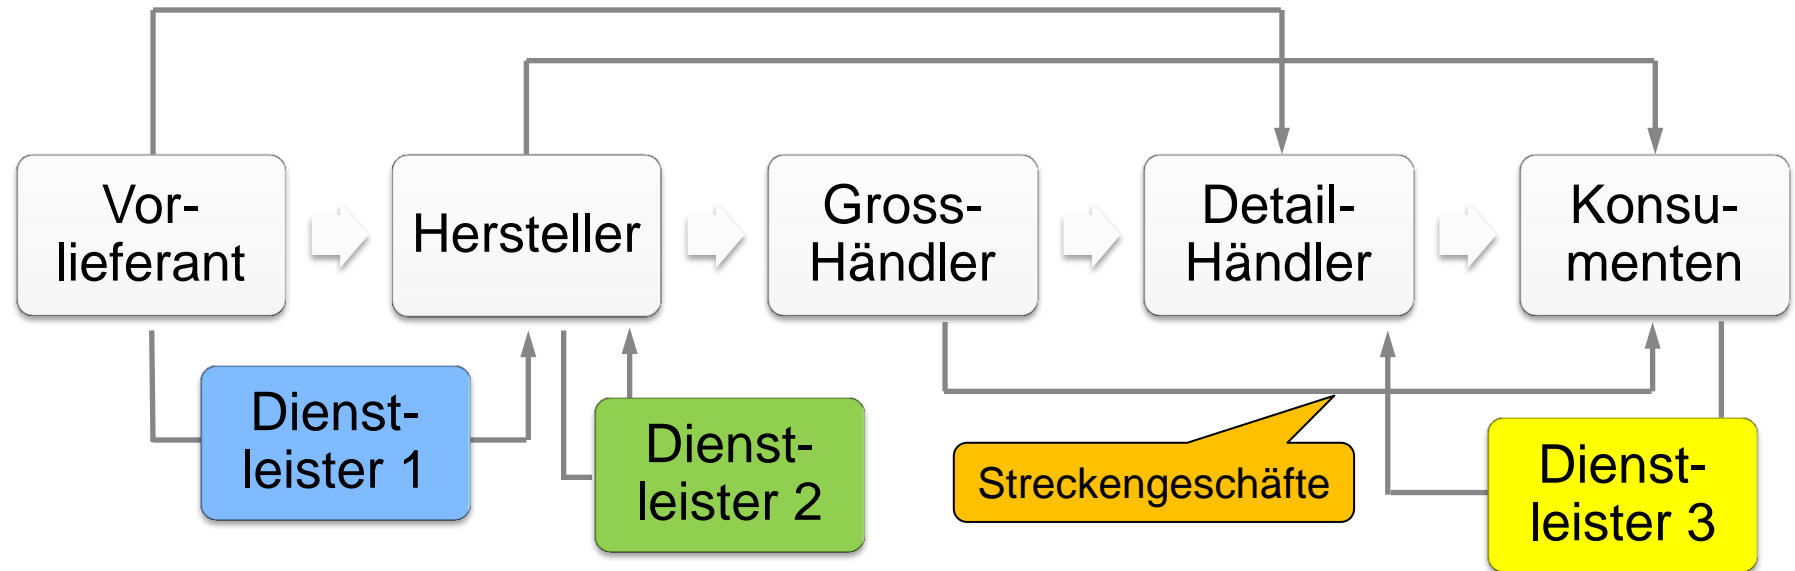 Vor-
lieferant
Hersteller
Gross-
Händler
Detail-
Händler
Konsu-
menten
Dienst-
leister 1
Dienst-
leister 2
Streckengeschäfte
Dienst-
leister 3